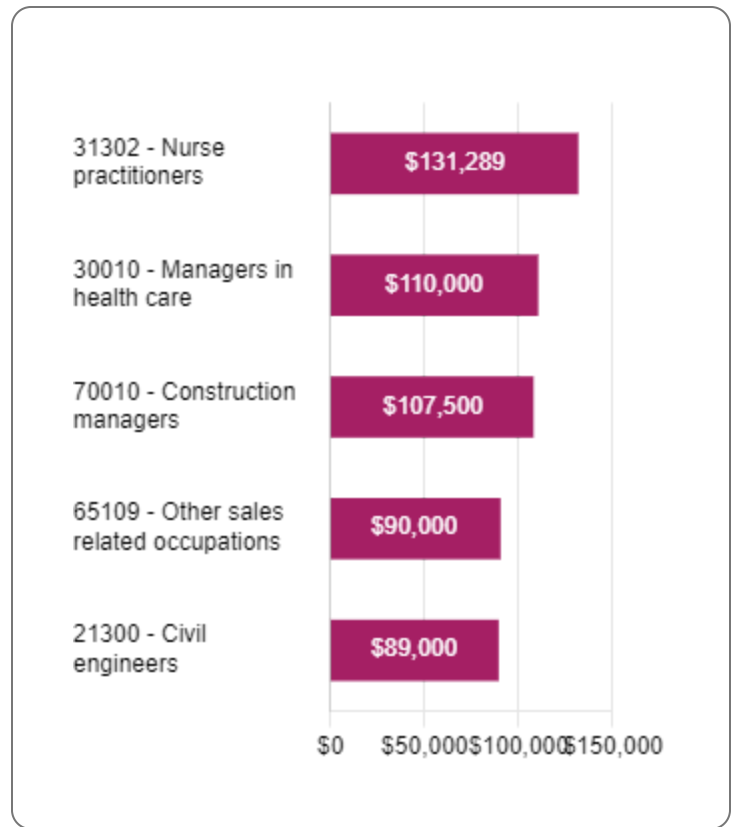 31302 - Nurse
practitioners
$131,289
30010 - Managers in
health care
$110,000
70010 - Construction
managers
$107,500
65109 - Other sales
related occupations
$90,000
21300 - Civil
engineers
$89,000
$0 $50,000 $100,000 $150,000